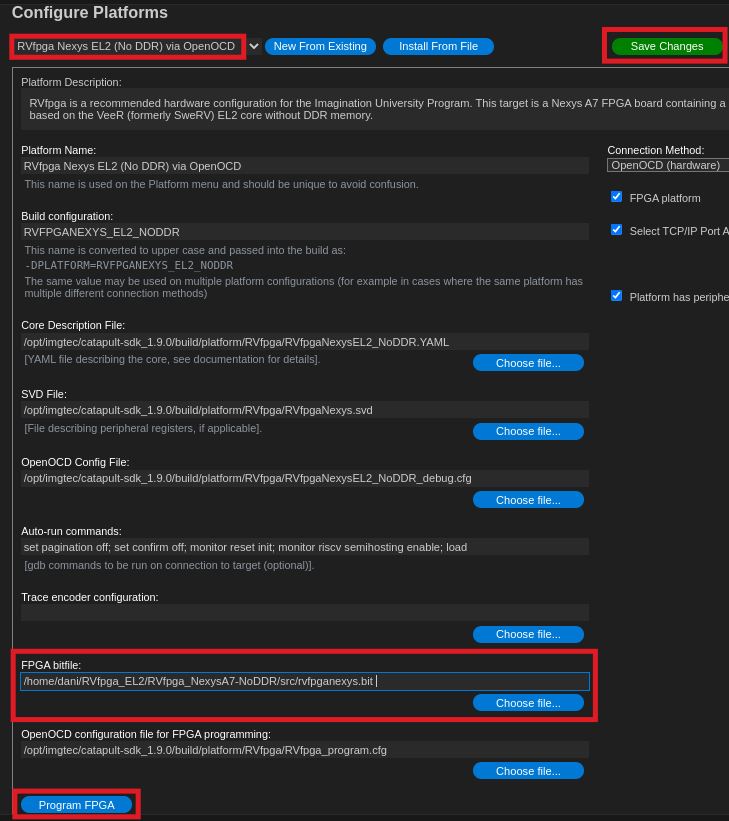 Configure Platforms
RVfpga Nexys EL2 (No DDR) via OpenOCD
New From Existing
Install From File
Save Changes
Platform Description:
RVfpga is a recommended hardware configuration for the Imagination University Program. This target is a Nexys A7 FPGA board containing a
based on the VeeR (formerly SweRV) EL2 core without DDR memory.
Platform Name:
RVfpga Nexys EL2 (No DDR) via OpenOCD
This name is used on the Platform menu and should be unique to avoid confusion.
Connection Method:
OpenOCD (hardware)
FPGA platform
Select TCP/IP Port A
Platform has periphe
Build configuration:
RVFPGANEXYS_EL2_NODDR
This name is converted to upper case and passed into the build as:
-DPLATFORM=RVFPGANEXYS_EL2_NODDR
The same value may be used on multiple platform configurations (for example in cases where the same platform has
multiple different connection methods)
Core Description File:
/opt/imgtec/catapult-sdk_1.9.0/build/platform/RVfpga/RVfpgaNexysEL2_NoDDR.YAML
[YAML file describing the core, see documentation for details].
Choose file...
SVD File:
/opt/imgtec/catapult-sdk_1.9.0/build/platform/RVfpga/RVfpgaNexys.svd
[File describing peripheral registers, if applicable].
Choose file...
OpenOCD Config File:
/opt/imgtec/catapult-sdk_1.9.0/build/platform/RVfpga/RVfpgaNexysEL2_NoDDR_debug.cfg
Choose file...
Auto-run commands:
set pagination off; set confirm off; monitor reset init; monitor riscv semihosting enable; load
[gdb commands to be run on connection to target (optional)].
Trace encoder configuration:
Choose file...
FPGA bitfile:
/home/dani/RVfpga_EL2/RVfpga_NexysA7-NoDDR/src/rvfpganexys.bit
Choose file...
OpenOCD configuration file for FPGA programming:
/opt/imgtec/catapult-sdk_1.9.0/build/platform/RVfpga/RVfpga_program.cfg
Choose file...
Program FPGA